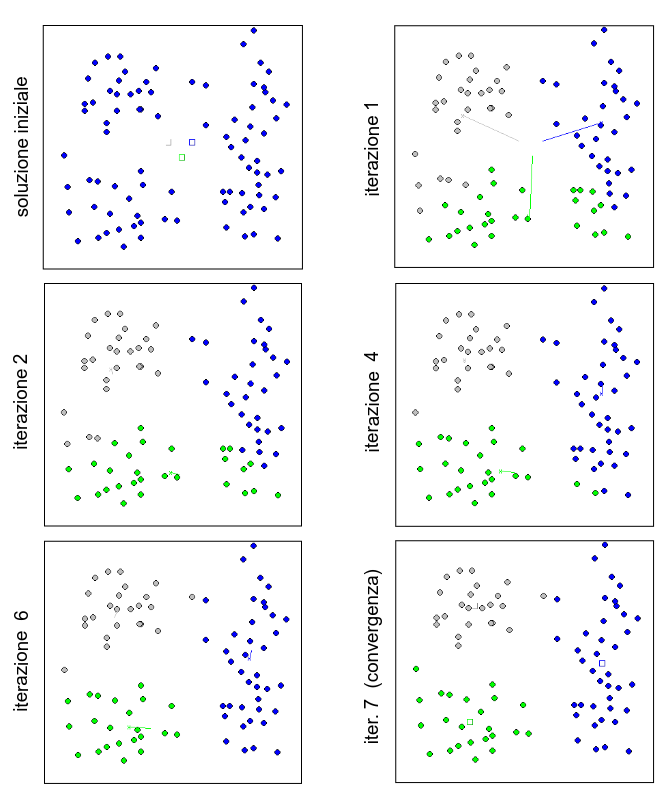 soluzione iniziale
iterazione 1
iterazione 2
iterazione 4
iterazione 6
iter. 7 (convergenza)